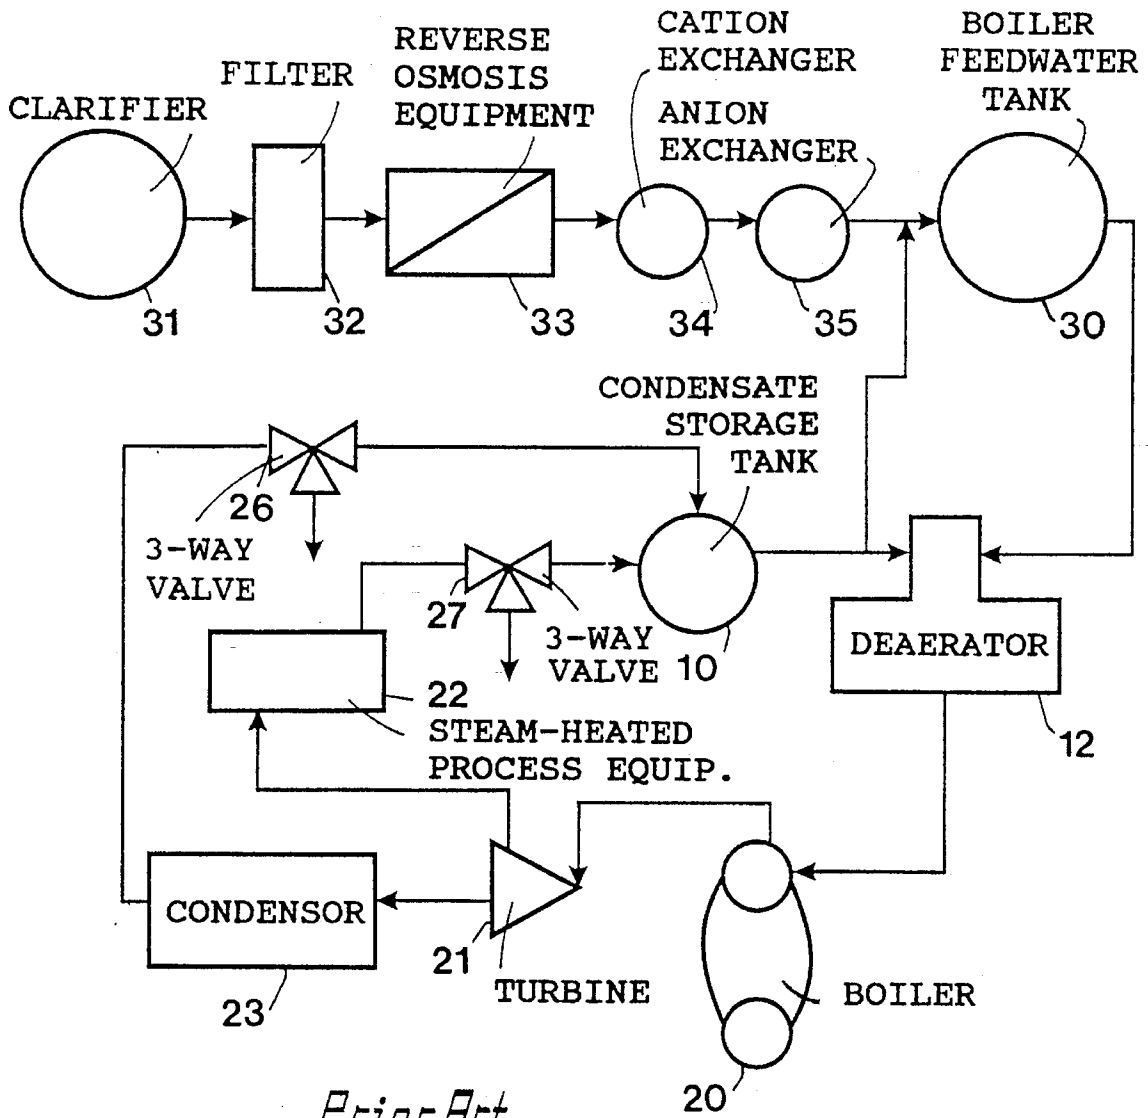 CLARIFIER
FILTER
REVERSE
OSMOSIS
EQUIPMENT
CATION
EXCHANGER
ANION
EXCHANGER
BOILER
FEEDWATER
TANK
31
32
33
34
35
30
CONDENSATE
STORAGE
TANK
26
3-WAY
VALVE
27
3-WAY
VALVE
10
DEAERATOR
12
22
STEAM-HEATED
PROCESS EQUIP.
CONDENSOR
23
21
TURBINE
BOILER
20
Prior Art